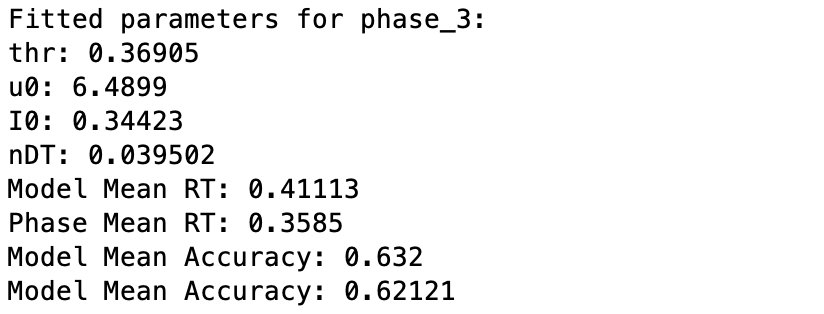 Fitted parameters for phase_3:
thr: 0.36905
u0: 6.4899
I0: 0.34423
nDT: 0.039502
Model Mean RT: 0.41113
Phase Mean RT: 0.3585
Model Mean Accuracy: 0.632
Model Mean Accuracy: 0.62121